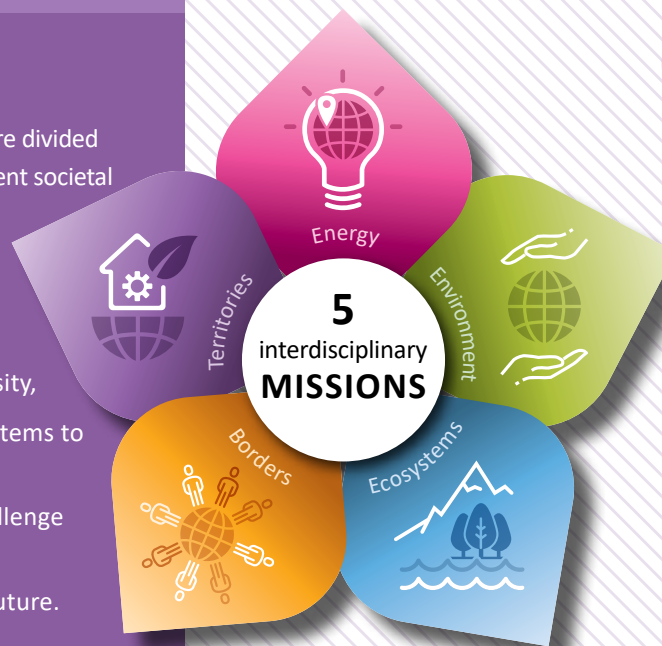 re divided
ent societal
sity,
tems to
llenge
uture.
Energy
Environment
Ecosystems
Borders
Territories
5
interdisciplinary
MISSIONS